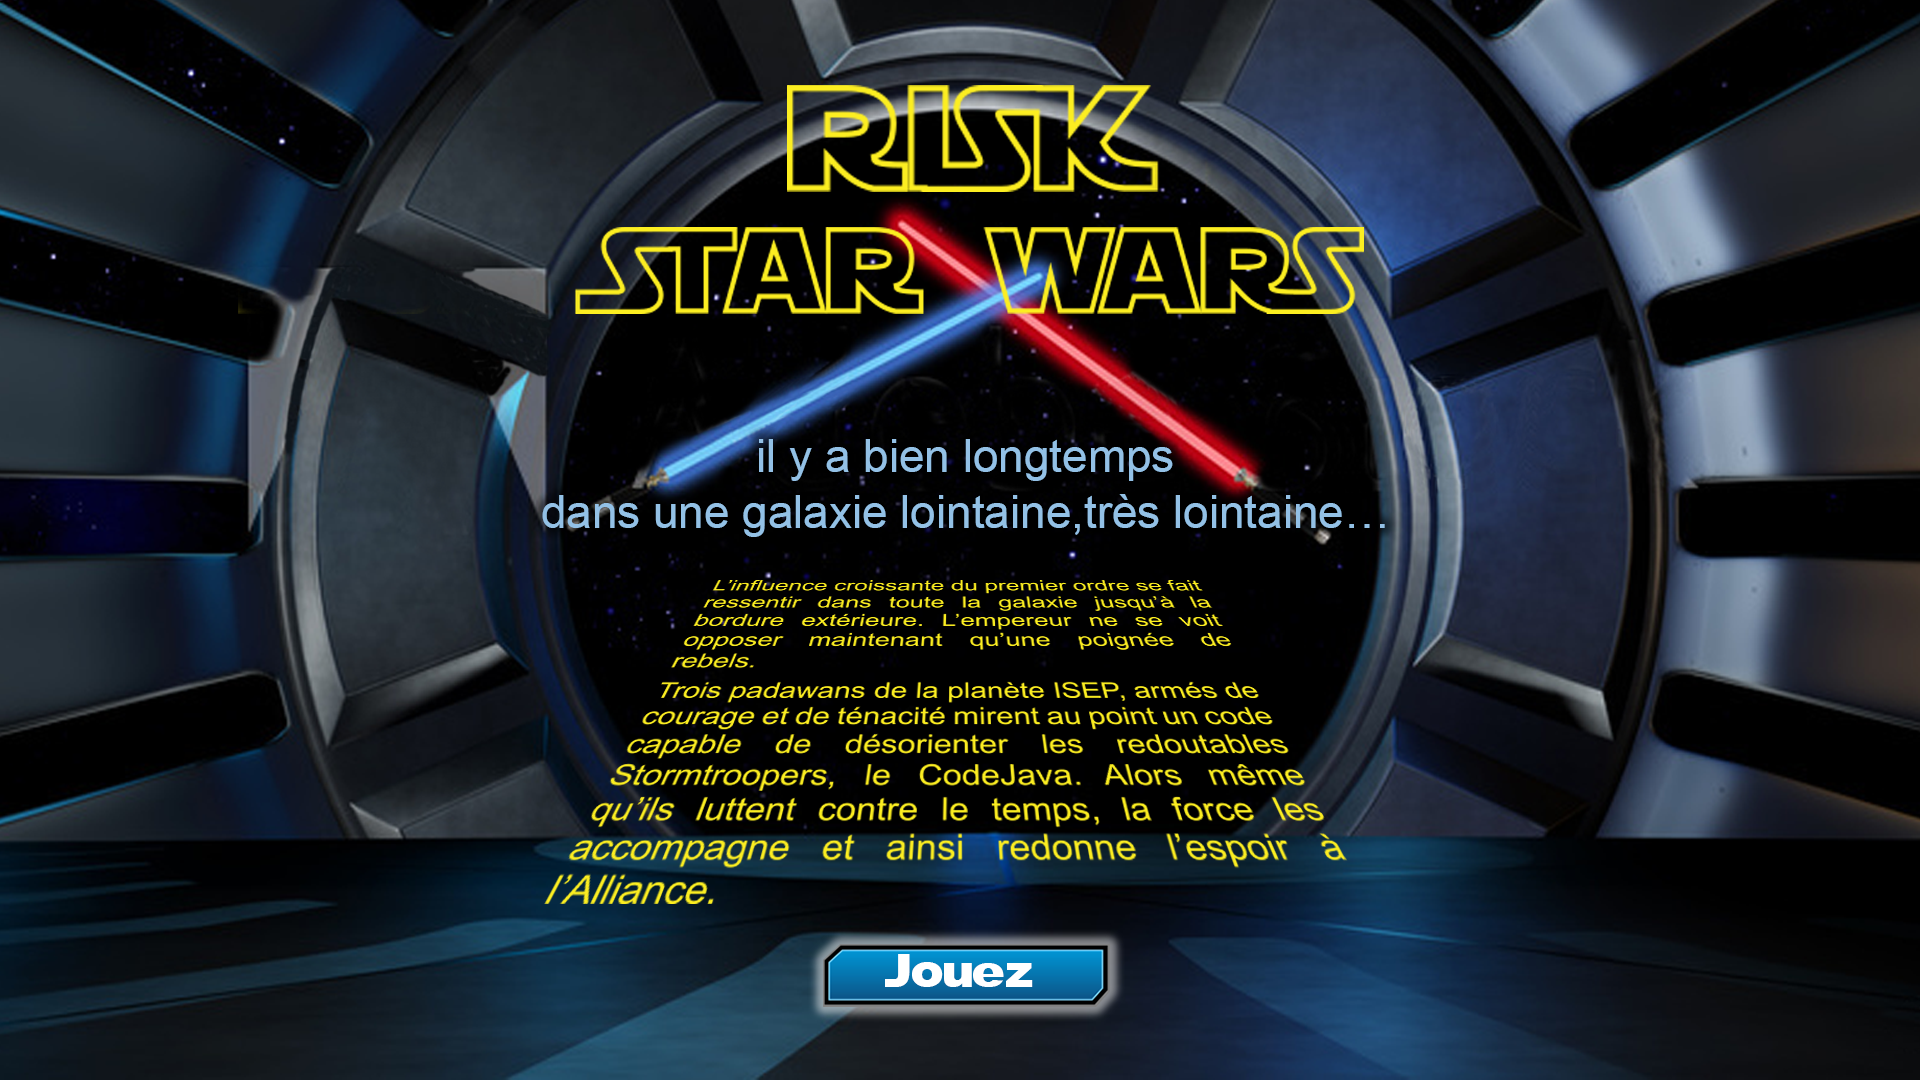 RISK
STAR WARS
il y a bien longtemps
dans une galaxie lointaine,très lointaine…
L'influence croissante du premier ordre se fait
ressentir dans toute la galaxie jusqu'à la
bordure extérieure. L'empereur ne se voit
opposer maintenant qu'une poignée de
rebels.
Trois padawans de la planète ISEP, armés de
courage et de ténacité mirent au point un code
capable de désorienter les redoutables
Stormtroopers, le CodeJava. Alors même
qu'ils luttent contre le temps, la force les
accompagne et ainsi redonne l'espoir à
l'Alliance.
Jouez